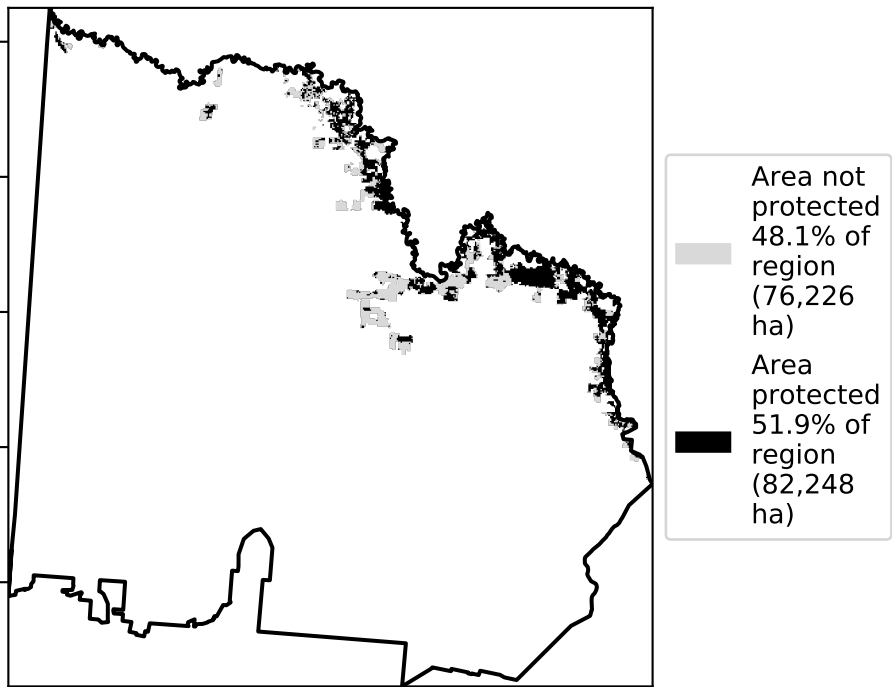 Area not
protected
48.1% of
region
(76,226
ha)
Area
protected
51.9% of
region
(82,248
ha)